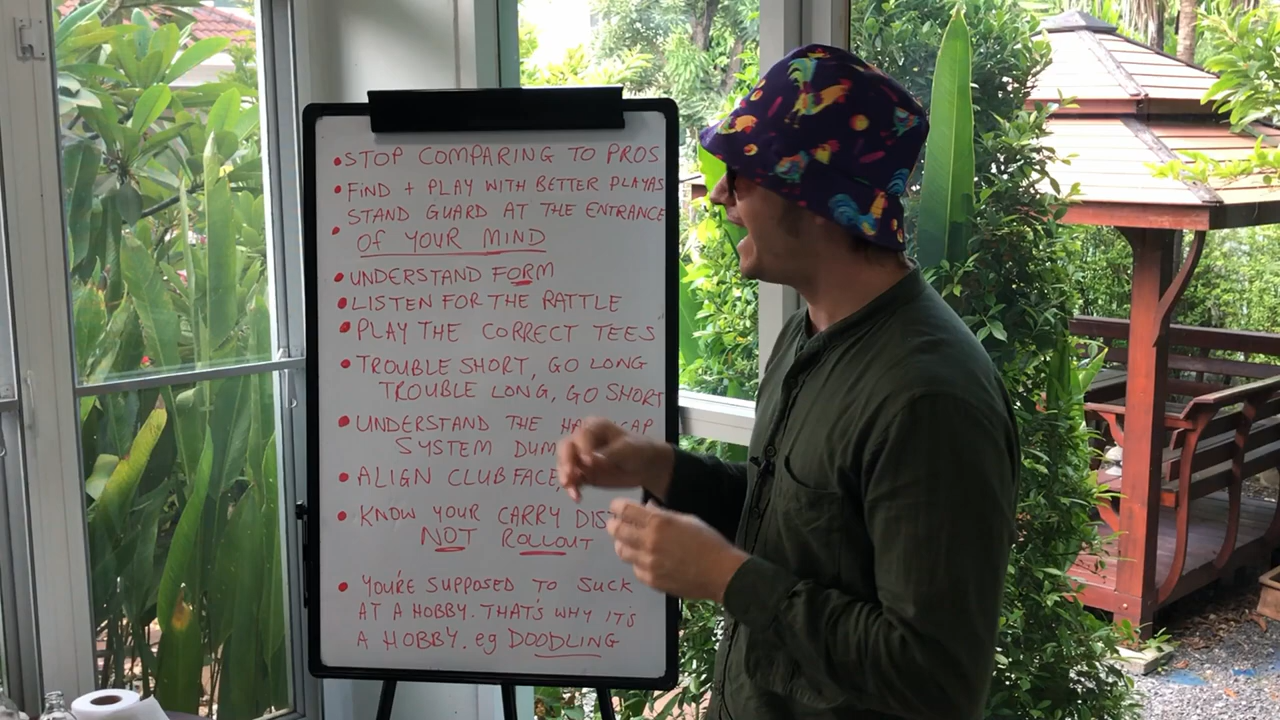 • STOP COMPARING TO PROS
• FIND + PLAY WITH BETTER PLAYAS
• STAND GUARD AT THE ENTRANCE
OF YOUR MIND
• UNDERSTAND FORM
• LISTEN FOR THE RATTLE
• PLAY THE CORRECT TEES
• TROUBLE SHORT, GO LONG
TROUBLE LONG, GO SHORT
• UNDERSTAND THE
SYSTEM
• ALIGN CLUBFACE,
• KNOW YOUR CARRY
NOT ROLLOUT
• YOU'RE SUPPOSED TO SUCK
AT A HOBBY. THAT'S WHY IT'S
A HOBBY. eg DOODLING